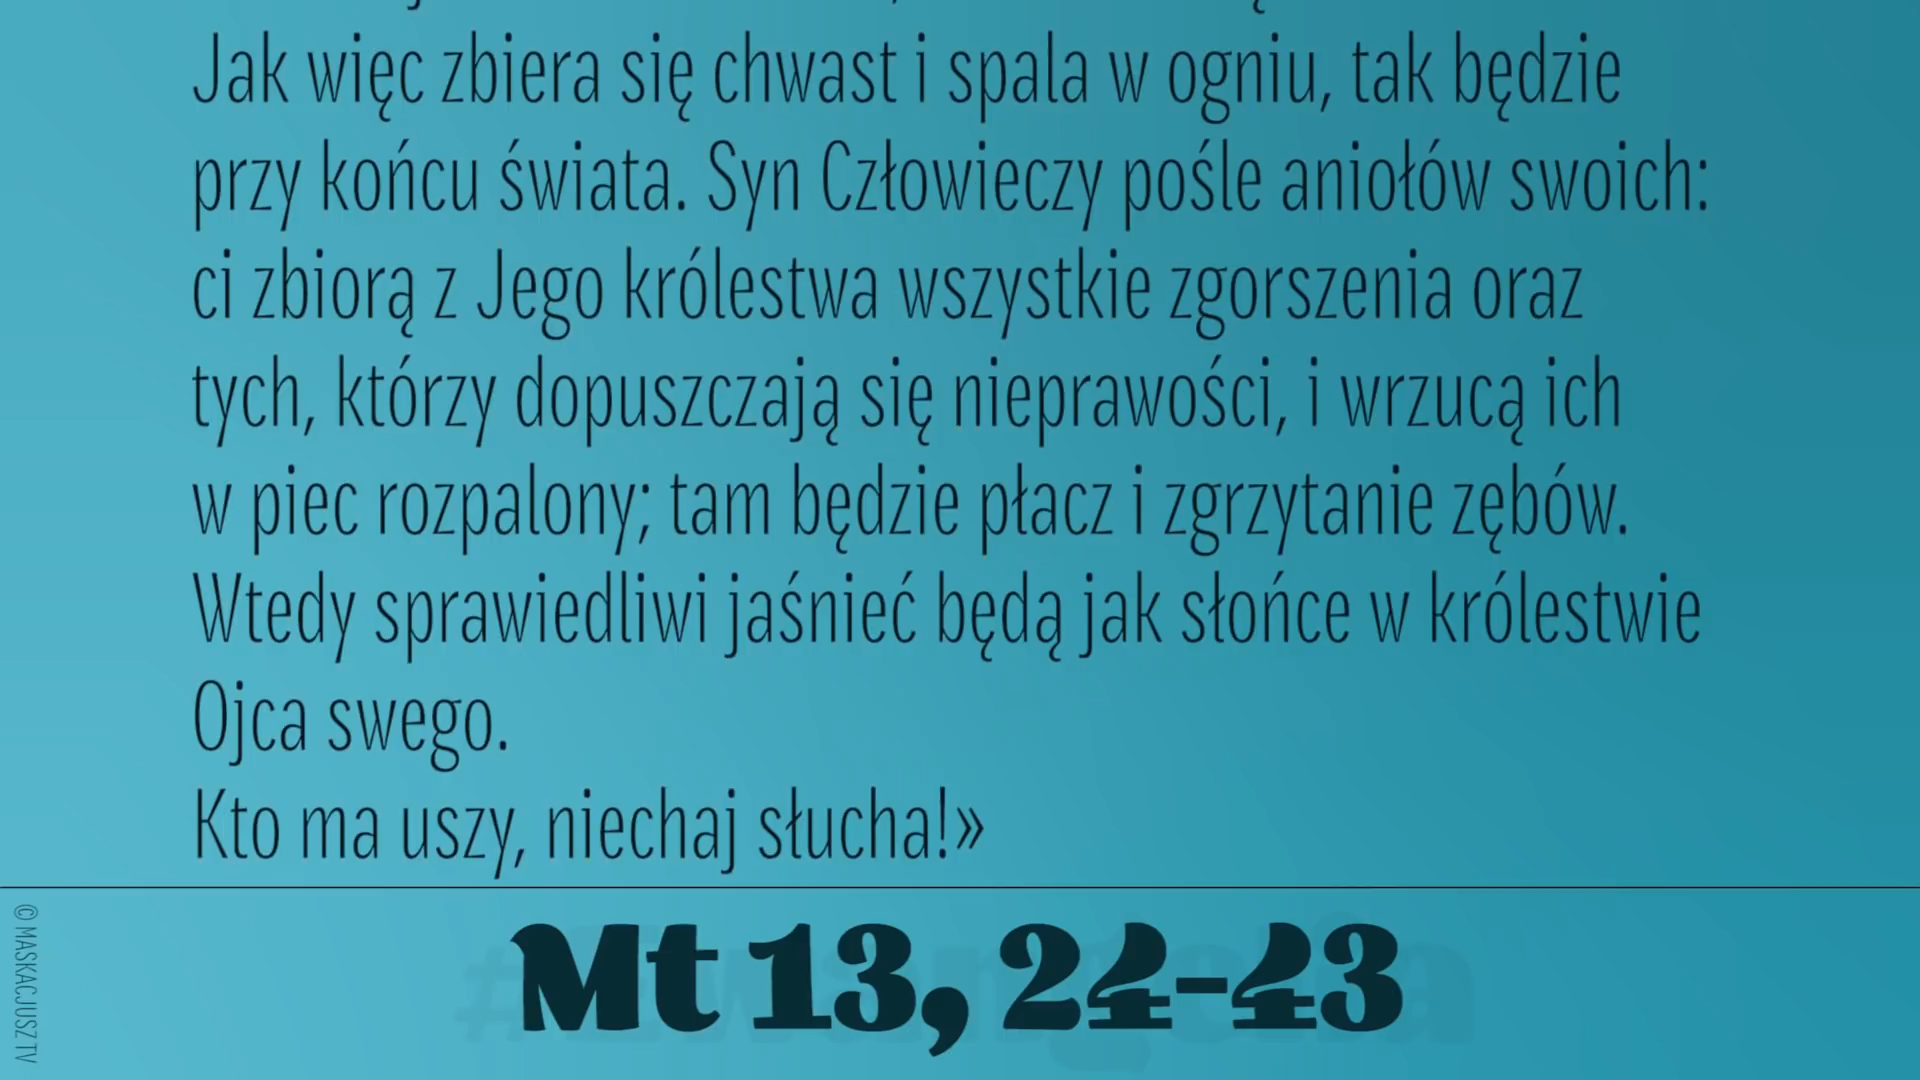 Jak więc zbiera się chwast i spala w ogniu, tak będzie
przy końcu świata. Syn Człowieczy pośle aniołów swoich:
ci zbiorą z Jego królestwa wszystkie zgorszenia oraz
tych, którzy dopuszczają się nieprawości, i wrzucą ich
w piec rozpalony; tam będzie płacz i zgrzytanie zębów.
Wtedy sprawiedliwi jaśnieć będą jak słońce w królestwie
Ojca swego.
Kto ma uszy, niechaj słucha!»
© MASKACJUSZ TV
Mt 13, 24-43